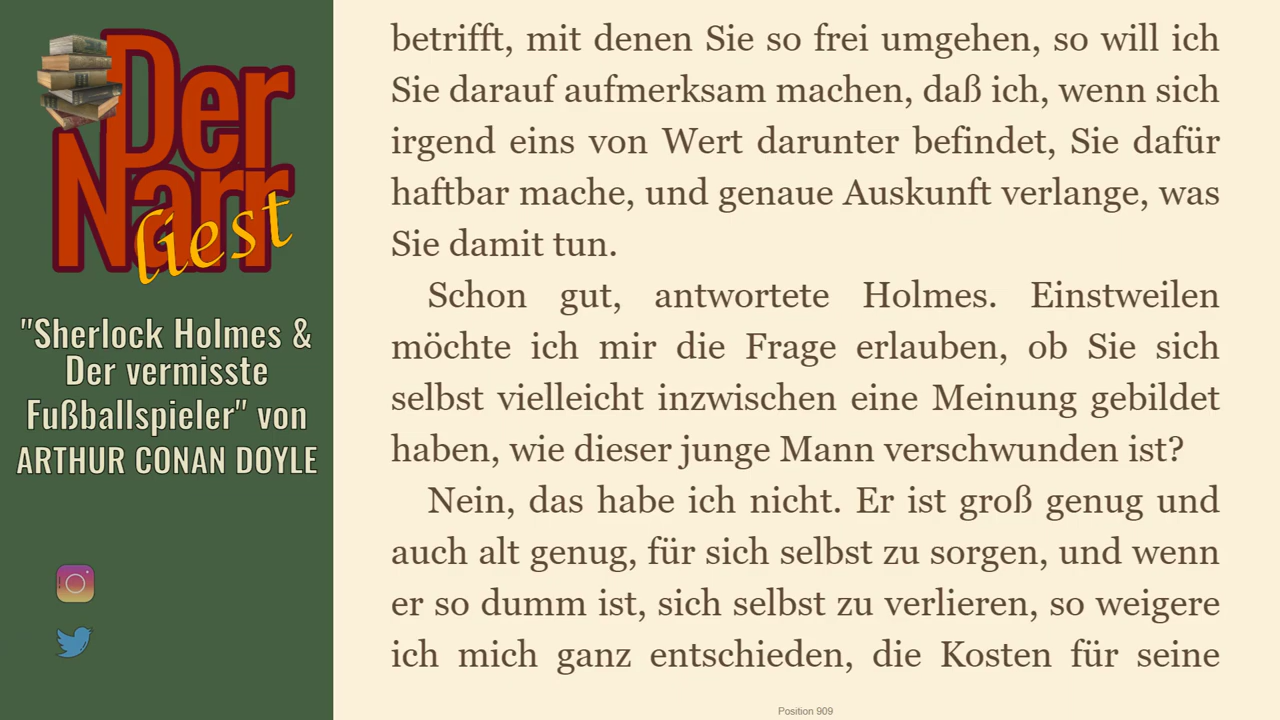 Der
Narr
liest
"Sherlock Holmes &
Der vermisste
Fußballspieler" von
ARTHUR CONAN DOYLE
betrifft, mit denen Sie so frei umgehen, so will ich
Sie darauf aufmerksam machen, daß ich, wenn sich
irgend eins von Wert darunter befindet, Sie dafür
haftbar mache, und genaue Auskunft verlange, was
Sie damit tun.
Schon gut, antwortete Holmes. Einstweilen
möchte ich mir die Frage erlauben, ob Sie sich
selbst vielleicht inzwischen eine Meinung gebildet
haben, wie dieser junge Mann verschwunden ist?
Nein, das habe ich nicht. Er ist groß genug und
auch alt genug, für sich selbst zu sorgen, und wenn
er so dumm ist, sich selbst zu verlieren, so weigere
ich mich ganz entschieden, die Kosten für seine
Position 909